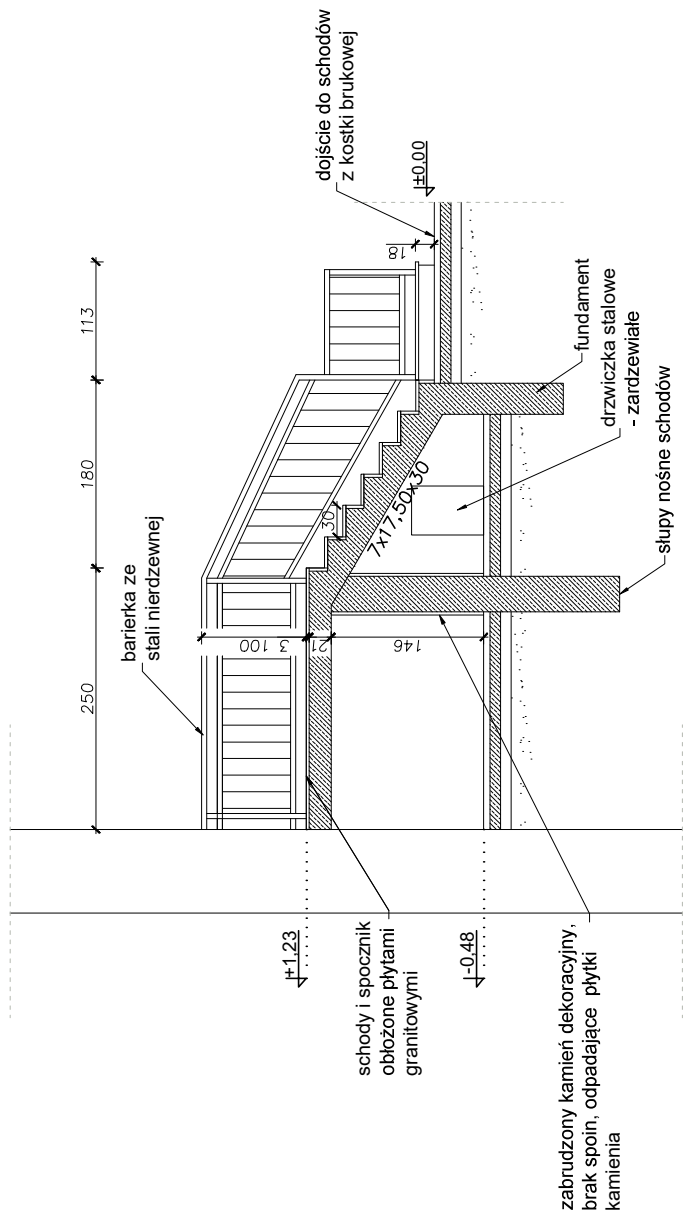 250
180
113
barierka ze
stali nierdzewnej
dojście do schodów
z kostki brukowej
±0,00
18
30
7x17,50x30
3 100
21
146
fundament
drzwiczka stalowe
- zardzewiałe
słupy nośne schodów
+1,23
schody i spocznik
obłożone płytami
granitowymi
-0,48
zabrudzony kamień dekoracyjny,
brak spoin, odpadające płytki
kamienia